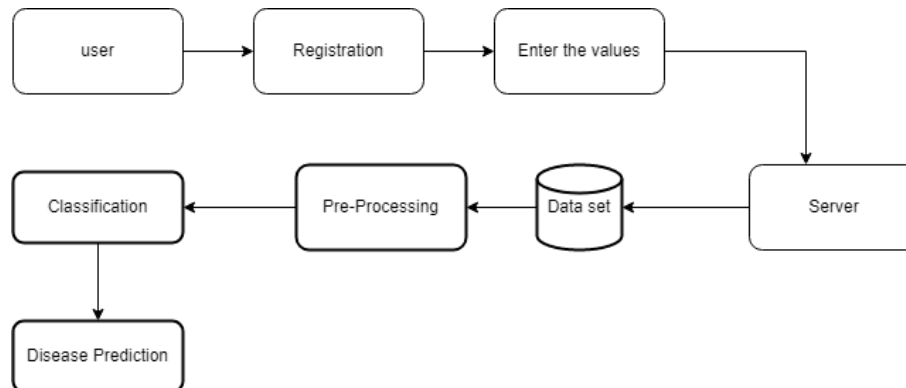 user
Registration
Enter the values
Classification
Pre-Processing
Data set
Server
Disease Prediction